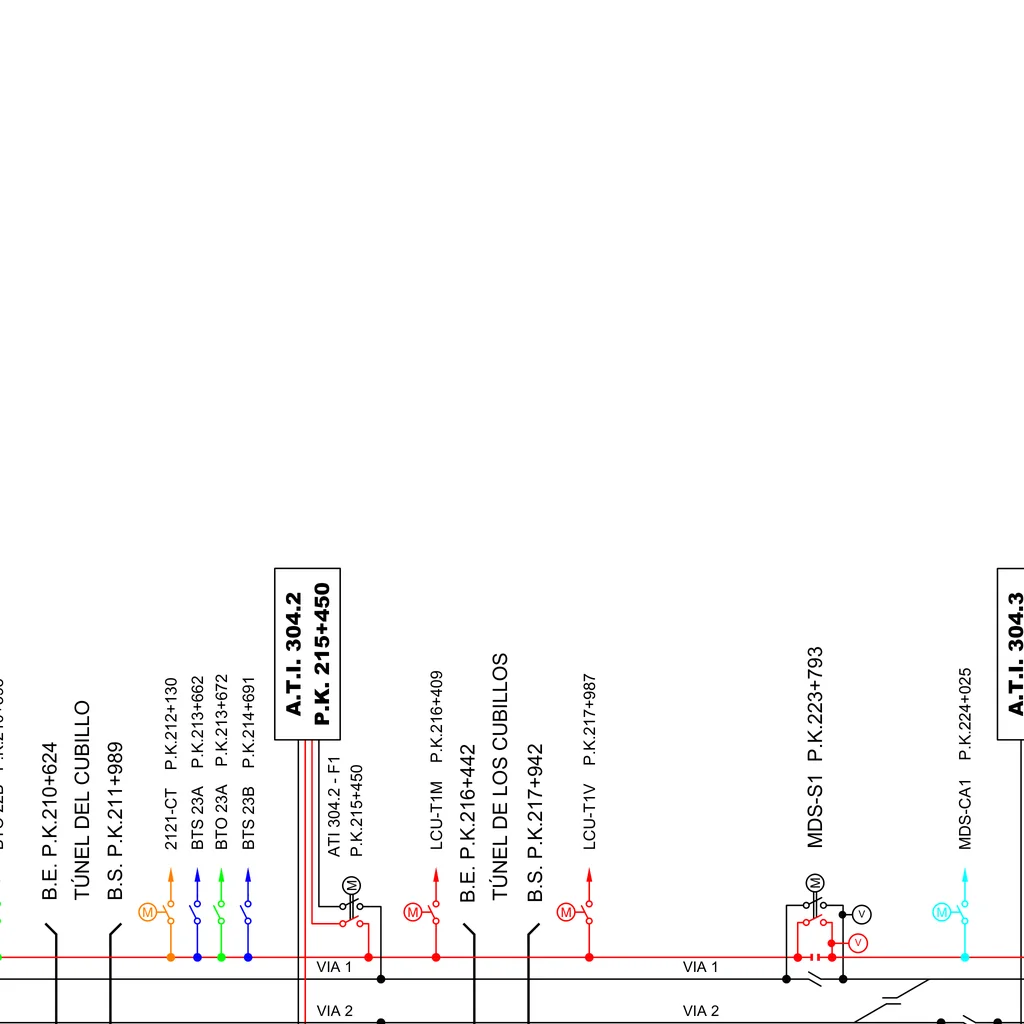 B.E. P.K.210+624
TÚNEL DEL CUBILLO
B.S. P.K.211+989
2121-CT P.K.212+130
BTS 23A P.K.213+662
BTO 23A P.K.213+672
BTS 23B P.K.214+691
A.T.I. 304.2
P.K. 215+450
ATI 304.2 - F1
P.K.215+450
LCU-T1M P.K.216+409
B.E. P.K.216+442
TÚNEL DE LOS CUBILLOS
B.S. P.K.217+942
LCU-T1V P.K.217+987
MDS-S1 P.K.223+793
MDS-CA1 P.K.224+025
A.T.I. 304.3
M
M
M
M
M
M
V
V
VIA 1
VIA 1
VIA 2
VIA 2